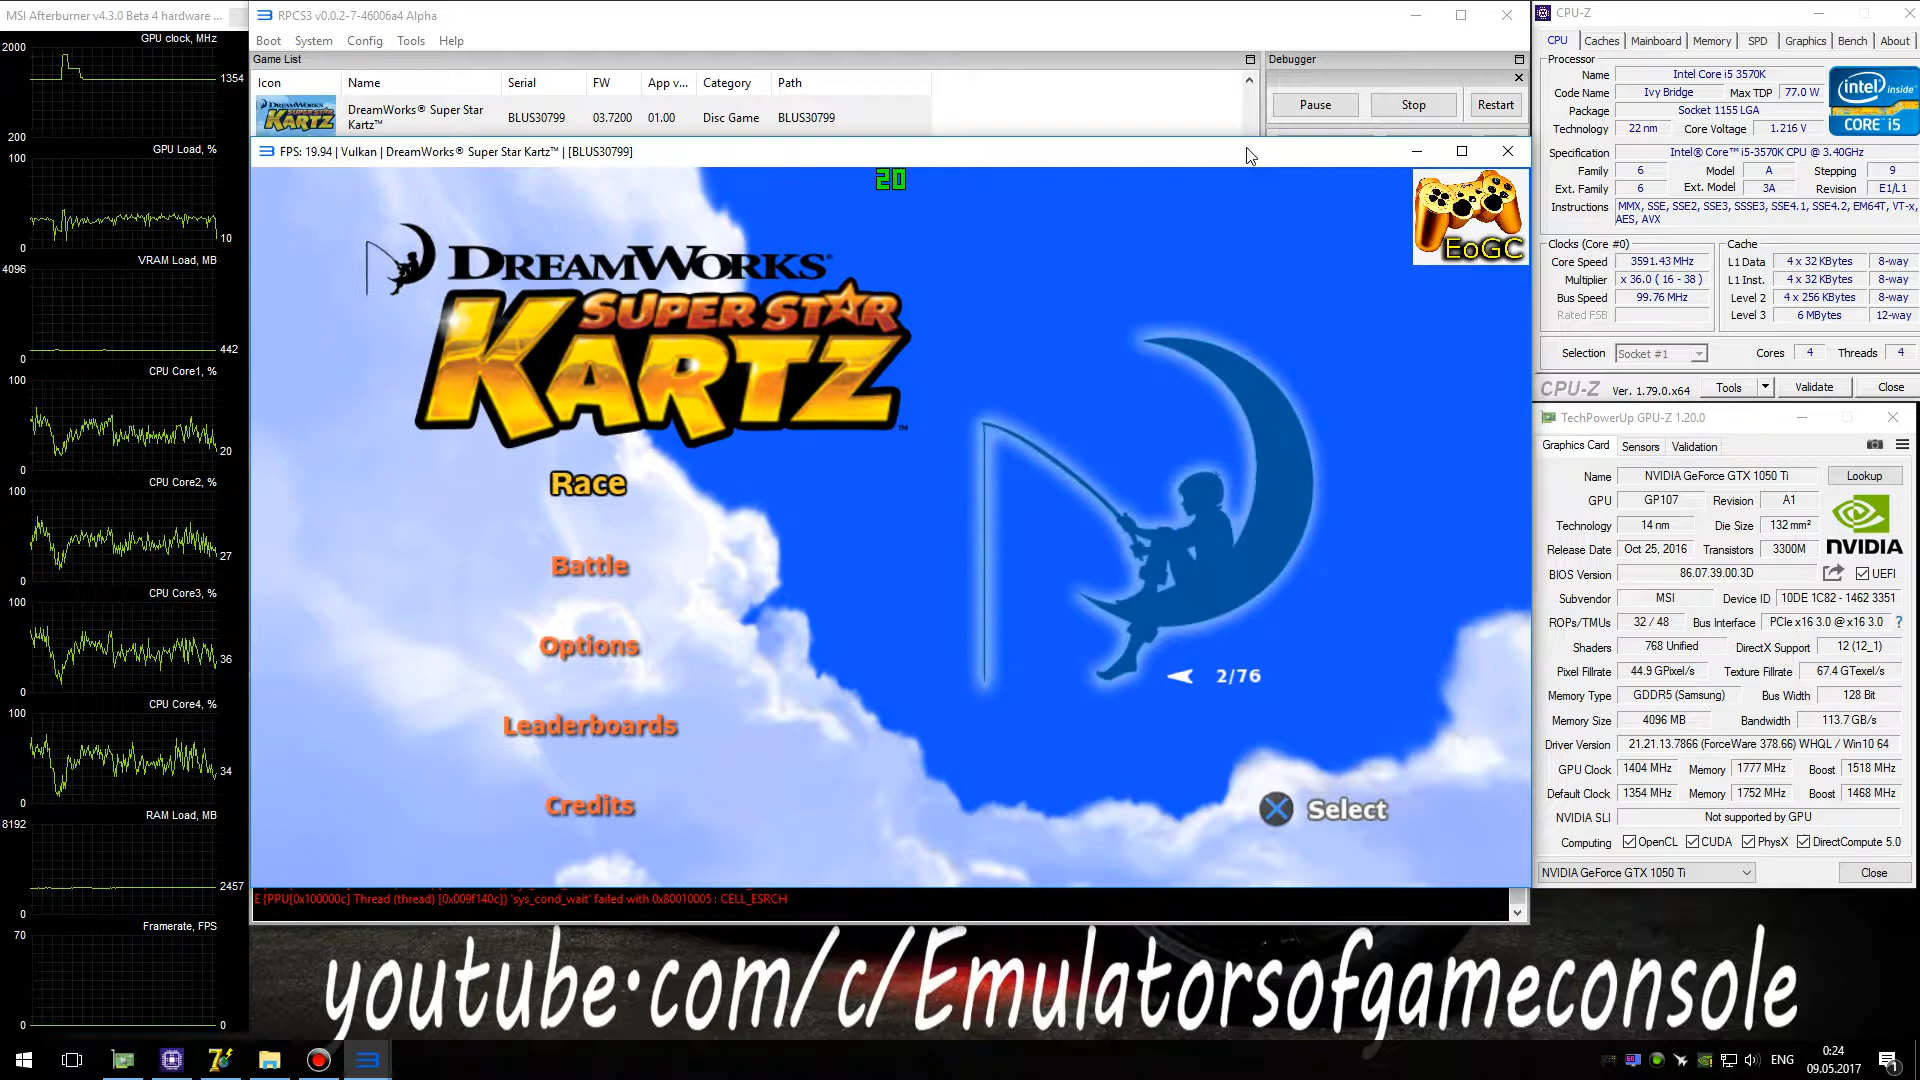 MSI Afterburner v4.3.0 Beta 4 hardware ...
GPU clock, MHz
2000
1354
200
GPU Load, %
100
10
0
VRAM Load, MB
4096
442
0
CPU Core1, %
100
20
0
CPU Core2, %
100
27
0
CPU Core3, %
100
36
0
CPU Core4, %
100
34
0
RAM Load, MB
8192
2457
0
Framerate, FPS
70
0 0
RPCS3 v0.0.2-7-46006a4 Alpha
Boot System Config Tools Help
Game List
Icon Name Serial FW App v... Category Path
DreamWorks® Super Star Kartz™ BLUS30799 03.7200 01.00 Disc Game BLUS30799
Debugger
Pause Stop Restart
FPS: 19.94 | Vulkan | DreamWorks® Super Star Kartz™ | [BLUS30799]
20
EoGC
DREAMWORKS
SUPER STAR
KARTZ™
Race
Battle
Options
Leaderboards
Credits
2/76
Select
E {PPU[0x100000c] Thread (thread) [0x009f140c]} 'sys_cond_wait' failed with 0x80010005 : CELL_ESRCH
youtube.com/c/Emulatorsofgameconsole
CPU-Z
CPU Caches Mainboard Memory SPD Graphics Bench About
Processor
Name Intel Core i5 3570K
Code Name Ivy Bridge Max TDP 77.0 W
Package Socket 1155 LGA
Technology 22 nm Core Voltage 1.216 V
intel inside™
CORE i5
Specification Intel® Core™ i5-3570K CPU @ 3.40GHz
Family 6 Model A Stepping 9
Ext. Family 6 Ext. Model 3A Revision E1/L1
Instructions MMX, SSE, SSE2, SSE3, SSSE3, SSE4.1, SSE4.2, EM64T, VT-x,
AES, AVX
Clocks (Core #0)
Core Speed 3591.43 MHz
Multiplier x 36.0 ( 16 - 38 )
Bus Speed 99.76 MHz
Rated FSB
Cache
L1 Data 4 x 32 KBytes 8-way
L1 Inst. 4 x 32 KBytes 8-way
Level 2 4 x 256 KBytes 8-way
Level 3 6 MBytes 12-way
Selection Socket #1 Cores 4 Threads 4
CPU-Z Ver. 1.79.0.x64 Tools Validate Close
TechPowerUp GPU-Z 1.20.0
Graphics Card Sensors Validation
Name NVIDIA GeForce GTX 1050 Ti Lookup
GPU GP107 Revision A1
Technology 14 nm Die Size 132 mm²
Release Date Oct 25, 2016 Transistors 3300M
NVIDIA
BIOS Version 86.07.39.00.3D UEFI
Subvendor MSI Device ID 10DE 1C82 - 1462 3351
ROPs/TMUs 32 / 48 Bus Interface PCIe x16 3.0 @ x16 3.0 ?
Shaders 768 Unified DirectX Support 12 (12_1)
Pixel Fillrate 44.9 GPixel/s Texture Fillrate 67.4 GTexel/s
Memory Type GDDR5 (Samsung) Bus Width 128 Bit
Memory Size 4096 MB Bandwidth 113.7 GB/s
Driver Version 21.21.13.7866 (ForceWare 378.66) WHQL / Win10 64
GPU Clock 1404 MHz Memory 1777 MHz Boost 1518 MHz
Default Clock 1354 MHz Memory 1752 MHz Boost 1468 MHz
NVIDIA SLI Not supported by GPU
Computing OpenCL CUDA PhysX DirectCompute 5.0
NVIDIA GeForce GTX 1050 Ti Close
ENG
0:24
09.05.2017
1